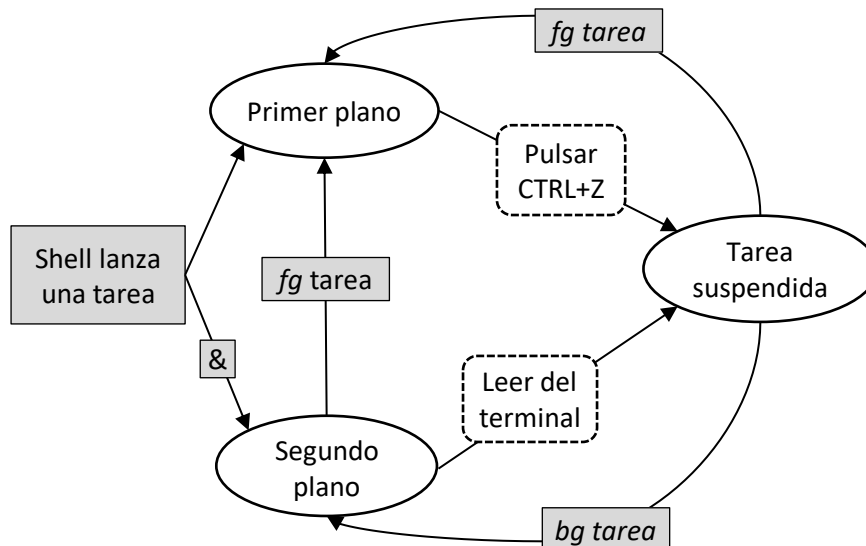 fg tarea
Primer plano
Pulsar
CTRL+Z
Shell lanza
una tarea
fg tarea
Tarea
suspendida
&
Leer del
terminal
Segundo
plano
bg tarea